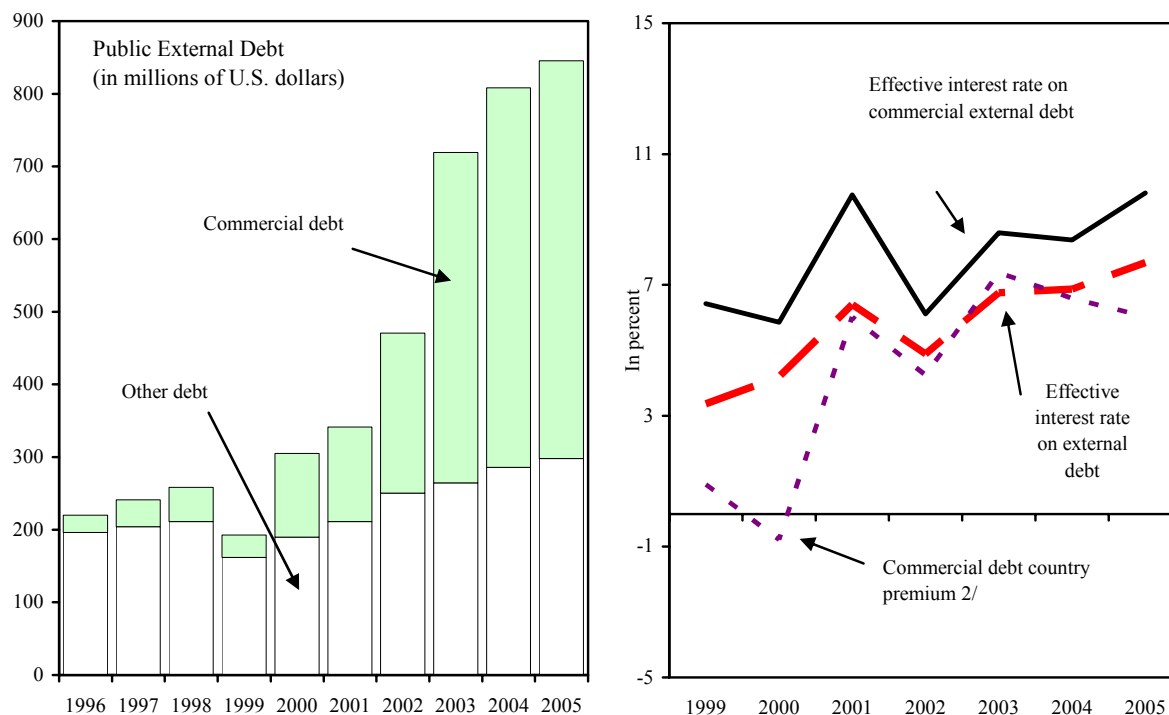 Public External Debt
(in millions of U.S. dollars)
900
800
700
600
500
400
300
200
100
0
Commercial debt
Other debt
1996 1997 1998 1999 2000 2001 2002 2003 2004 2005
15
11
7
3
-1
-5
In percent
Effective interest rate on
commercial external debt
Effective
interest rate
on external
debt
Commercial debt country
premium 2/
1999 2000 2001 2002 2003 2004 2005